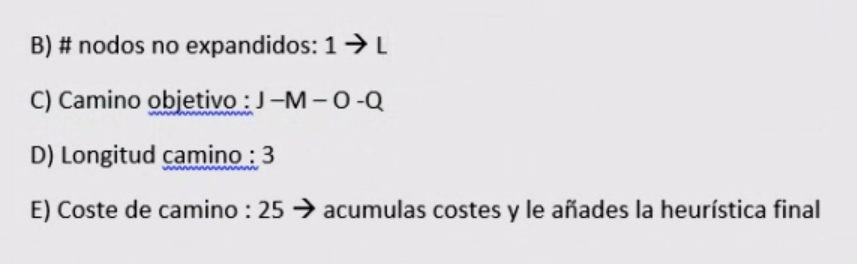 B) # nodos no expandidos: 1 → L
C) Camino objetivo : J –M – O -Q
D) Longitud camino : 3
E) Coste de camino : 25 → acumulas costes y le añades la heurística final